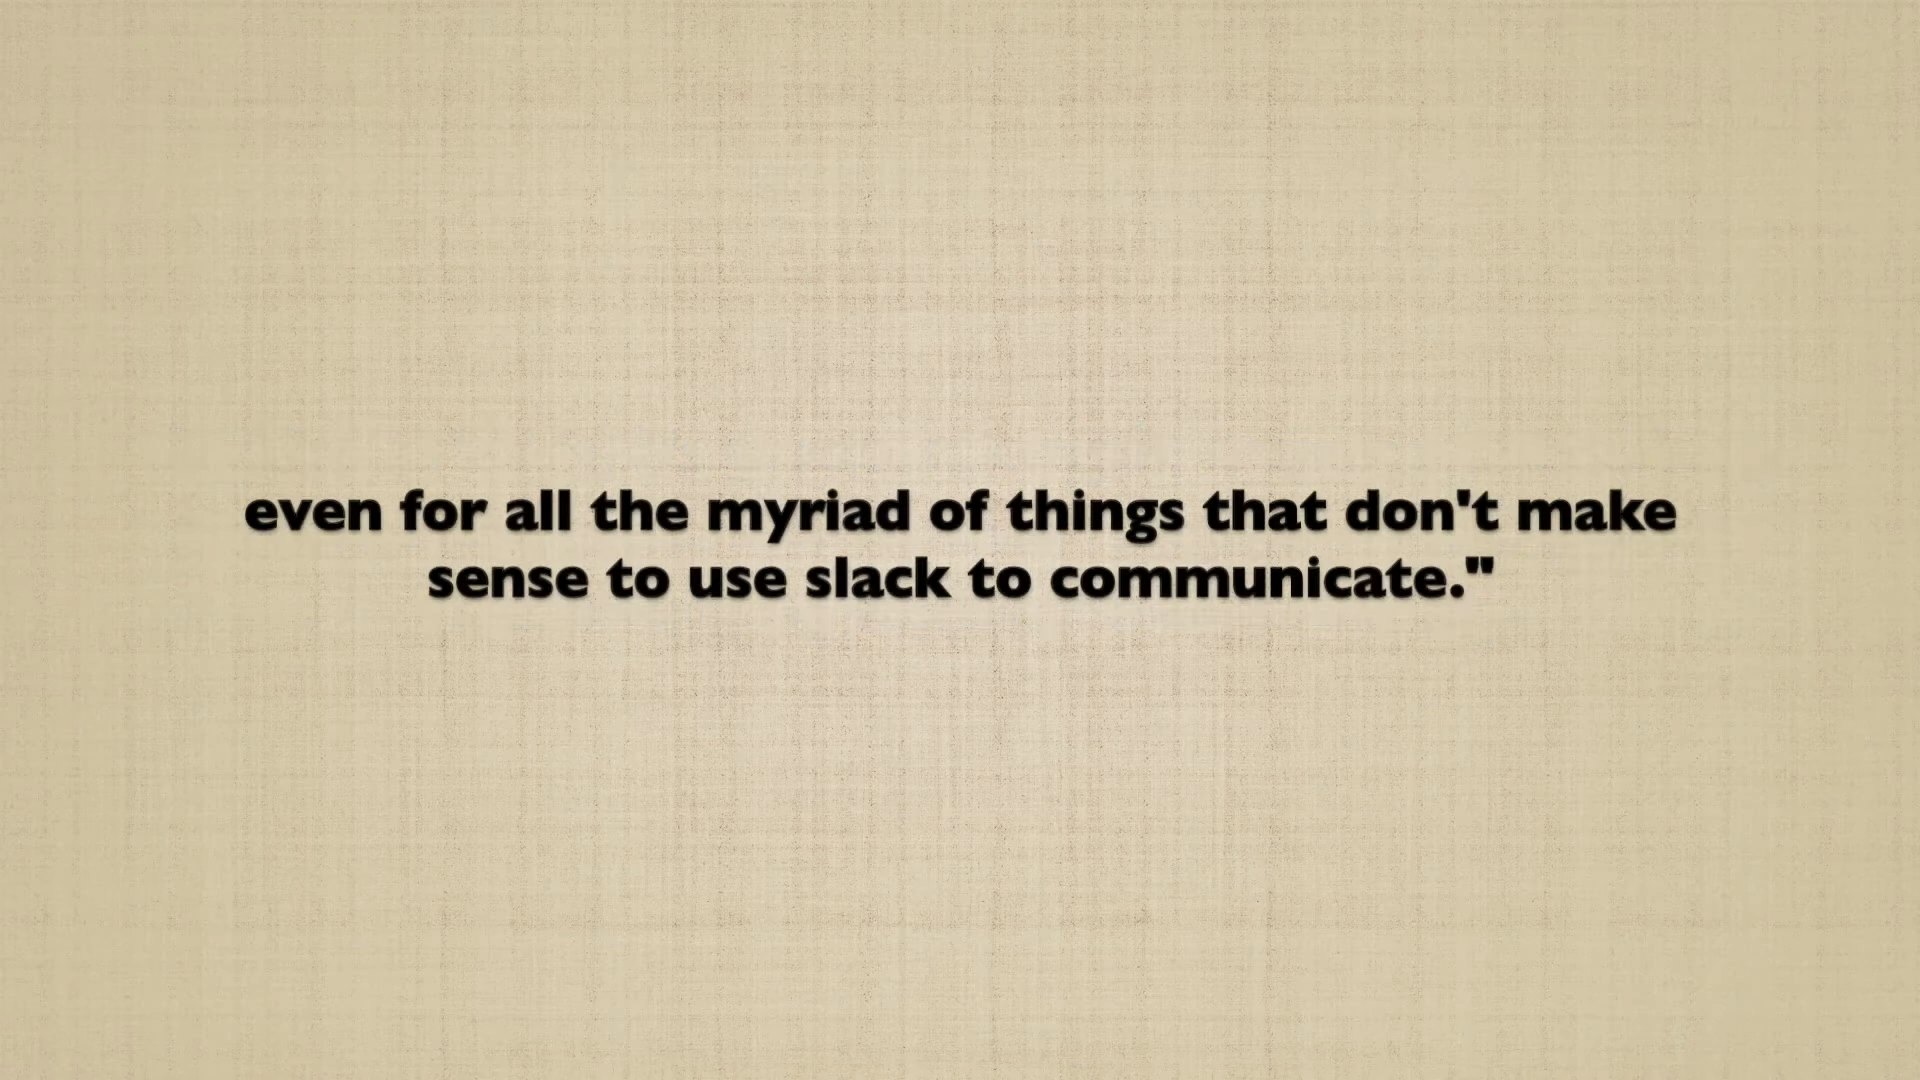 even for all the myriad of things that don't make
sense to use slack to communicate."